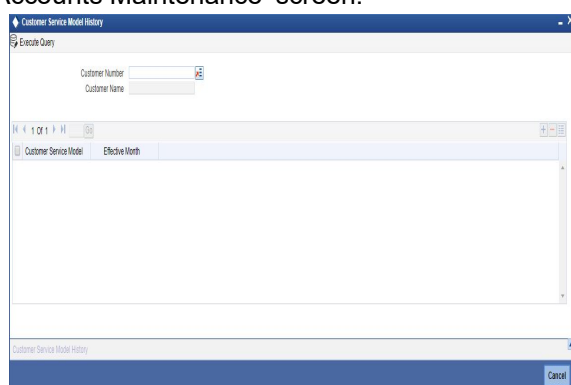 Accounts Maintenance' screen.
Customer Service Model History
Execute Query
Customer Number
Customer Name
1 Of 1 Go
Customer Service Model Effective Month
Customer Service Model History
Cancel